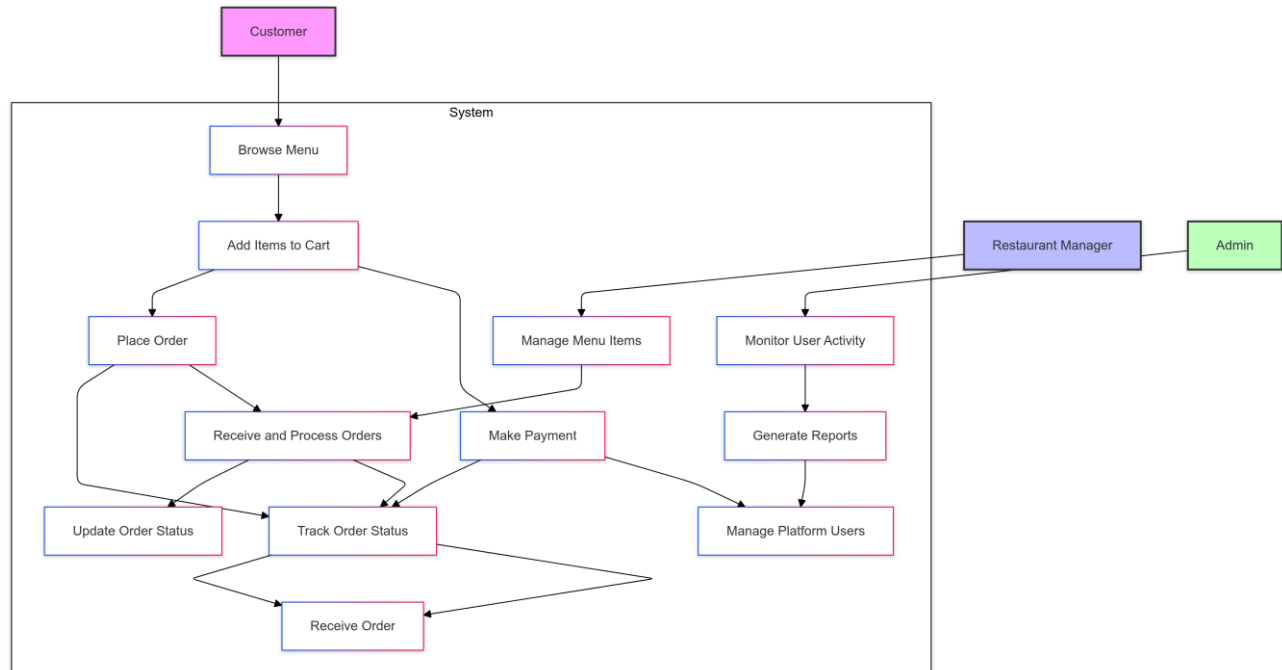 Customer
System
Browse Menu
Add Items to Cart
Restaurant Manager
Admin
Place Order
Manage Menu Items
Monitor User Activity
Receive and Process Orders
Make Payment
Generate Reports
Update Order Status
Track Order Status
Manage Platform Users
Receive Order